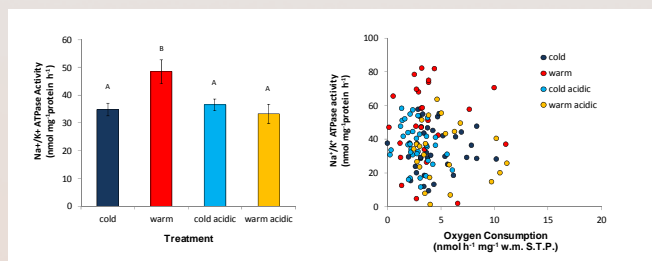 Na+/K+ ATPase Activity
(nmol mg⁻¹protein h⁻¹)
60
50
40
30
20
10
0
A
B
A
A
cold
warm
cold acidic
warm acidic
Treatment
Na⁺/K⁺ ATPase activity
(nmol mg⁻¹protein h⁻¹)
100
80
60
40
20
0
0
5
10
15
20
cold
warm
cold acidic
warm acidic
Oxygen Consumption
(nmol h⁻¹ mg⁻¹ w.m. S.T.P.)